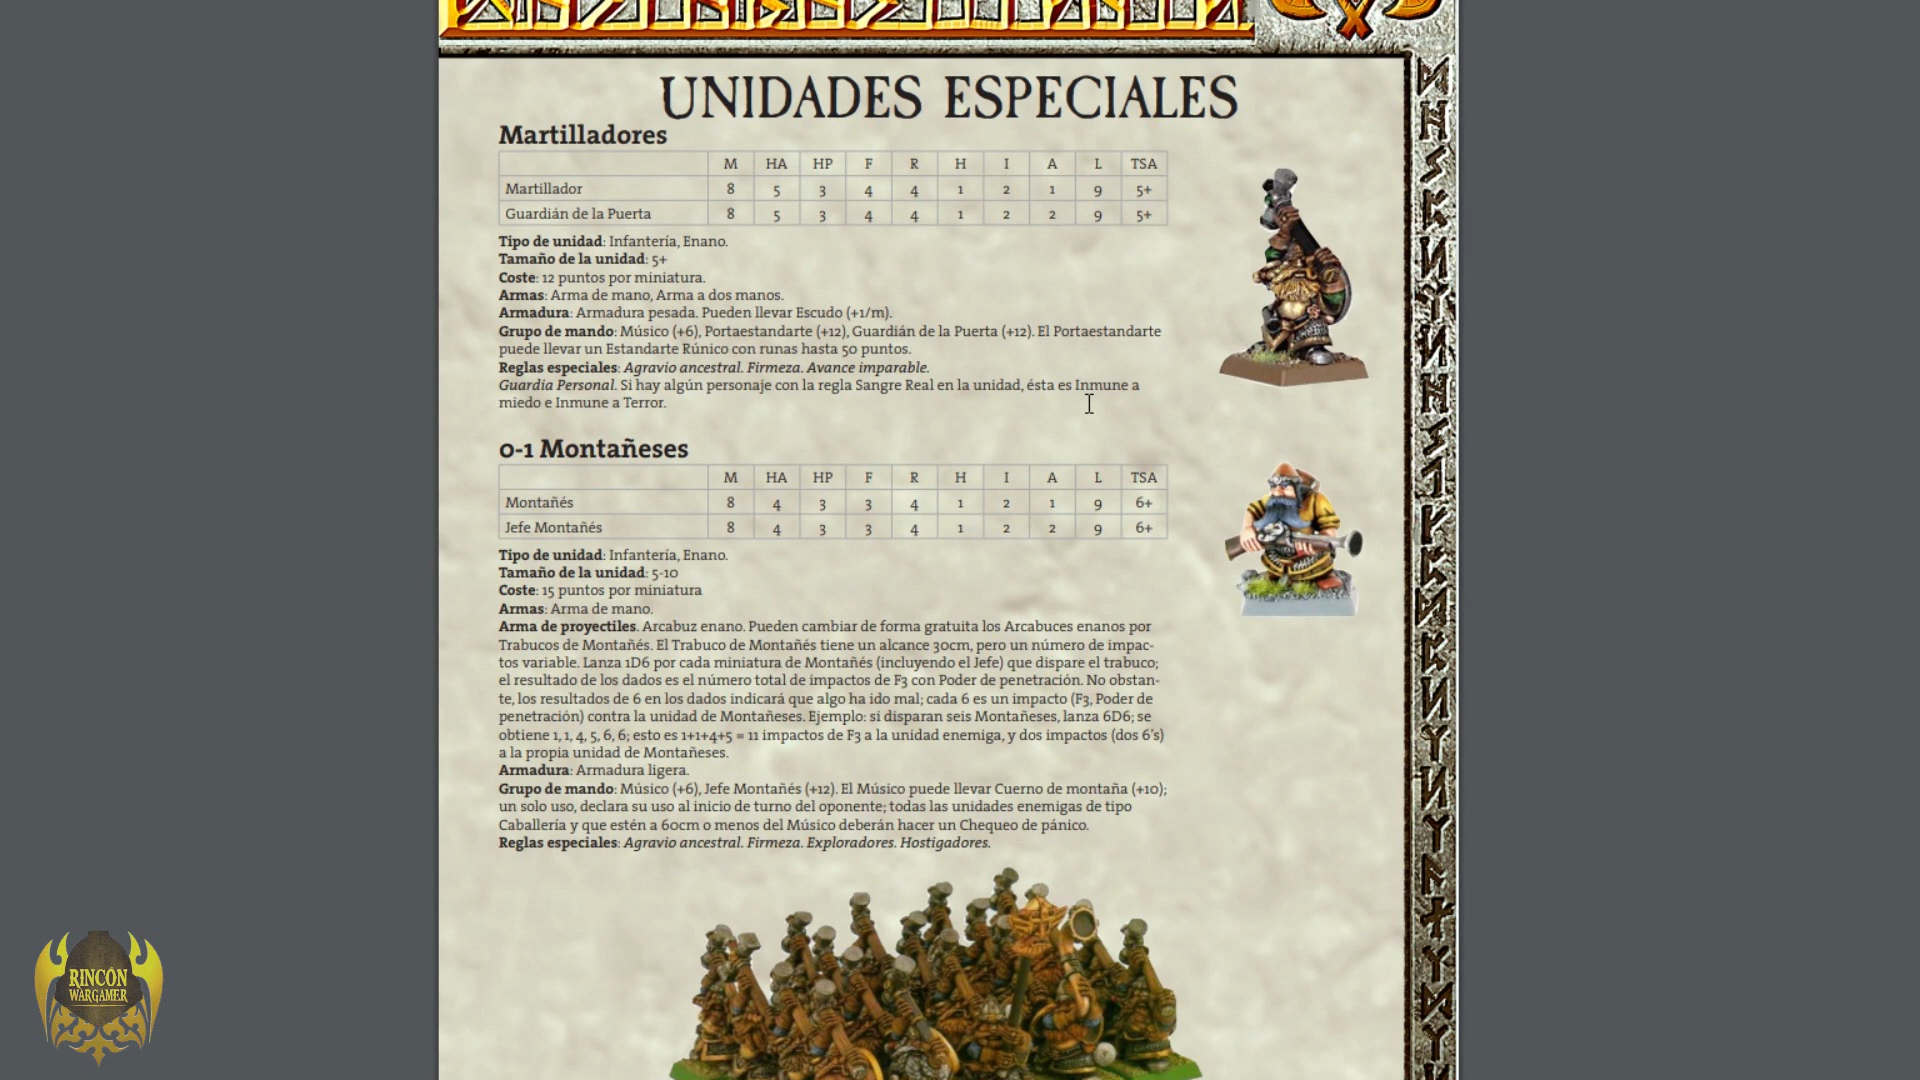 UNIDADES ESPECIALES
Martilladores
M HA HP F R H I A L TSA
Martillador 8 5 3 4 4 1 2 1 9 5+
Guardián de la Puerta 8 5 3 4 4 1 2 2 9 5+
Tipo de unidad: Infantería, Enano.
Tamaño de la unidad: 5+
Coste: 12 puntos por miniatura.
Armas: Arma de mano, Arma a dos manos.
Armadura: Armadura pesada. Pueden llevar Escudo (+1/m).
Grupo de mando: Músico (+6), Portaestandarte (+12), Guardián de la Puerta (+12). El Portaestandarte
puede llevar un Estandarte Rúnico con runas hasta 50 puntos.
Reglas especiales: Agravio ancestral. Firmeza. Avance imparable.
Guardia Personal. Si hay algún personaje con la regla Sangre Real en la unidad, ésta es Inmune a
miedo e Inmune a Terror.
0-1 Montañeses
M HA HP F R H I A L TSA
Montañés 8 4 3 3 4 1 2 1 9 6+
Jefe Montañés 8 4 3 3 4 1 2 2 9 6+
Tipo de unidad: Infantería, Enano.
Tamaño de la unidad: 5-10
Coste: 15 puntos por miniatura
Armas: Arma de mano.
Arma de proyectiles. Arcabuz enano. Pueden cambiar de forma gratuita los Arcabuces enanos por
Trabucos de Montañés. El Trabuco de Montañés tiene un alcance 30cm, pero un número de impac-
tos variable. Lanza 1D6 por cada miniatura de Montañés (incluyendo el Jefe) que dispare el trabuco;
el resultado de los dados es el número total de impactos de F3 con Poder de penetración. No obstan-
te, los resultados de 6 en los dados indicará que algo ha ido mal; cada 6 es un impacto (F3, Poder de
penetración) contra la unidad de Montañeses. Ejemplo: si disparan seis Montañeses, lanza 6D6; se
obtiene 1, 1, 4, 5, 6, 6; esto es 1+1+4+5 = 11 impactos de F3 a la unidad enemiga, y dos impactos (dos 6's)
a la propia unidad de Montañeses.
Armadura: Armadura ligera.
Grupo de mando: Músico (+6), Jefe Montañés (+12). El Músico puede llevar Cuerno de montaña (+10);
un solo uso, declara su uso al inicio de turno del oponente; todas las unidades enemigas de tipo
Caballería y que estén a 60cm o menos del Músico deberán hacer un Chequeo de pánico.
Reglas especiales: Agravio ancestral. Firmeza. Exploradores. Hostigadores.
RINCÓN
WARGAMER